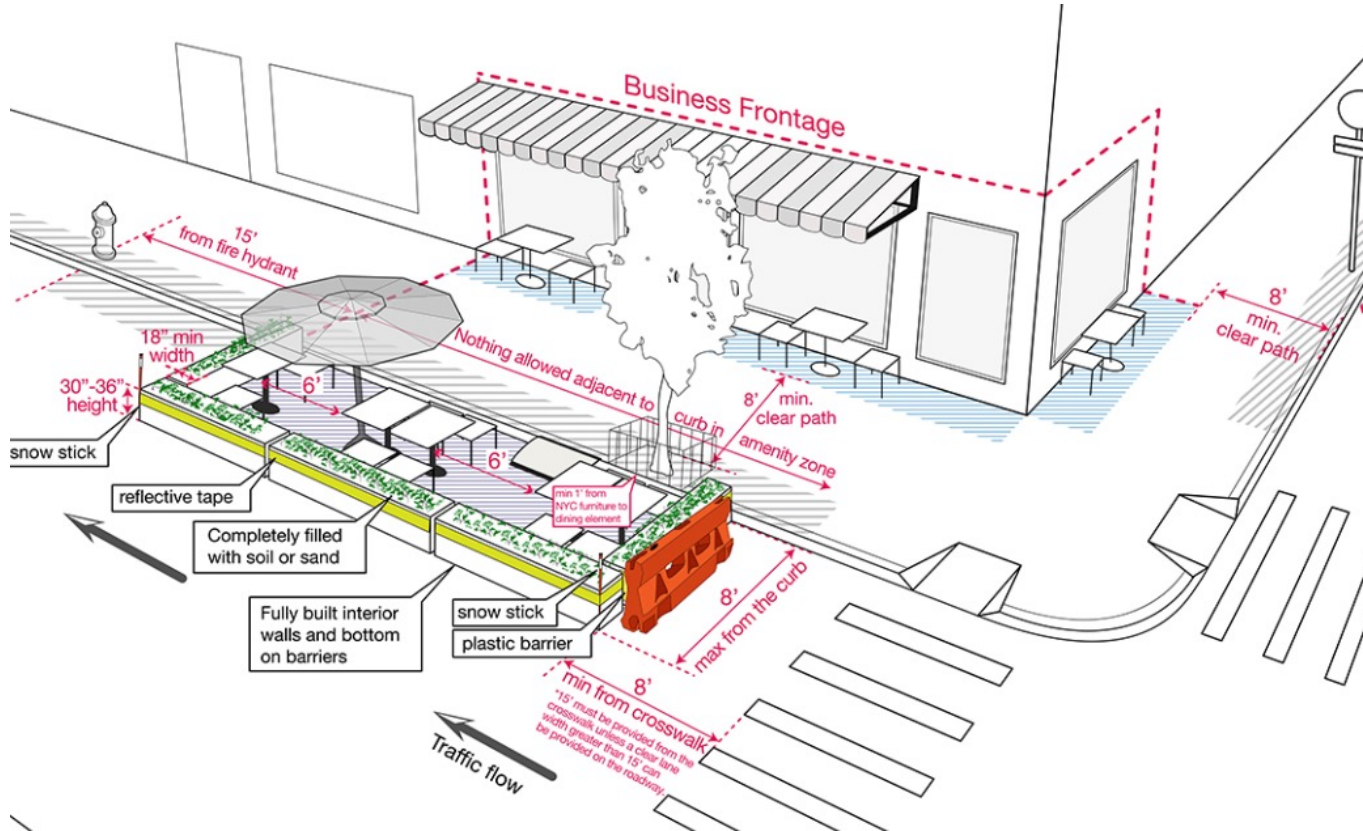 Business Frontage
15'
from fire hydrant
18” min
width
30”-36”
height
6'
6'
Nothing allowed adjacent to
curb in
amenity zone
8'
min.
clear path
8'
min.
clear path
snow stick
reflective tape
Completely filled
with soil or sand
Fully built interior
walls and bottom
on barriers
min 1' from
NYC furniture to
dining element
snow stick
plastic barrier
8'
max from the curb
8'
min from crosswalk
*15' must be provided from the
crosswalk unless a clear lane
width greater than 15' can
be provided on the roadway.
Traffic flow